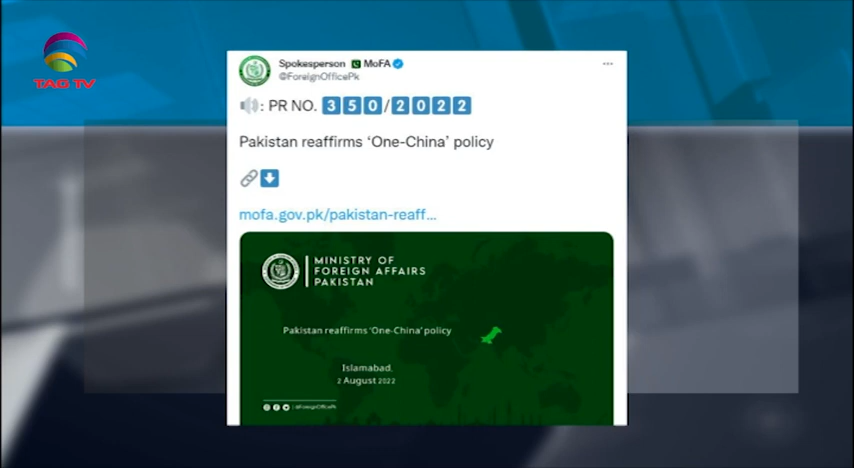 TAG TV
Spokesperson 🇵🇰 MoFA
@ForeignOfficePk
🔊: PR NO. 350/2022
Pakistan reaffirms ‘One-China’ policy
mofa.gov.pk/pakistan-reaff...
MINISTRY OF
FOREIGN AFFAIRS
PAKISTAN
Pakistan reaffirms ‘One-China’ policy
Islamabad,
2 August 2022
@ForeignOfficePk